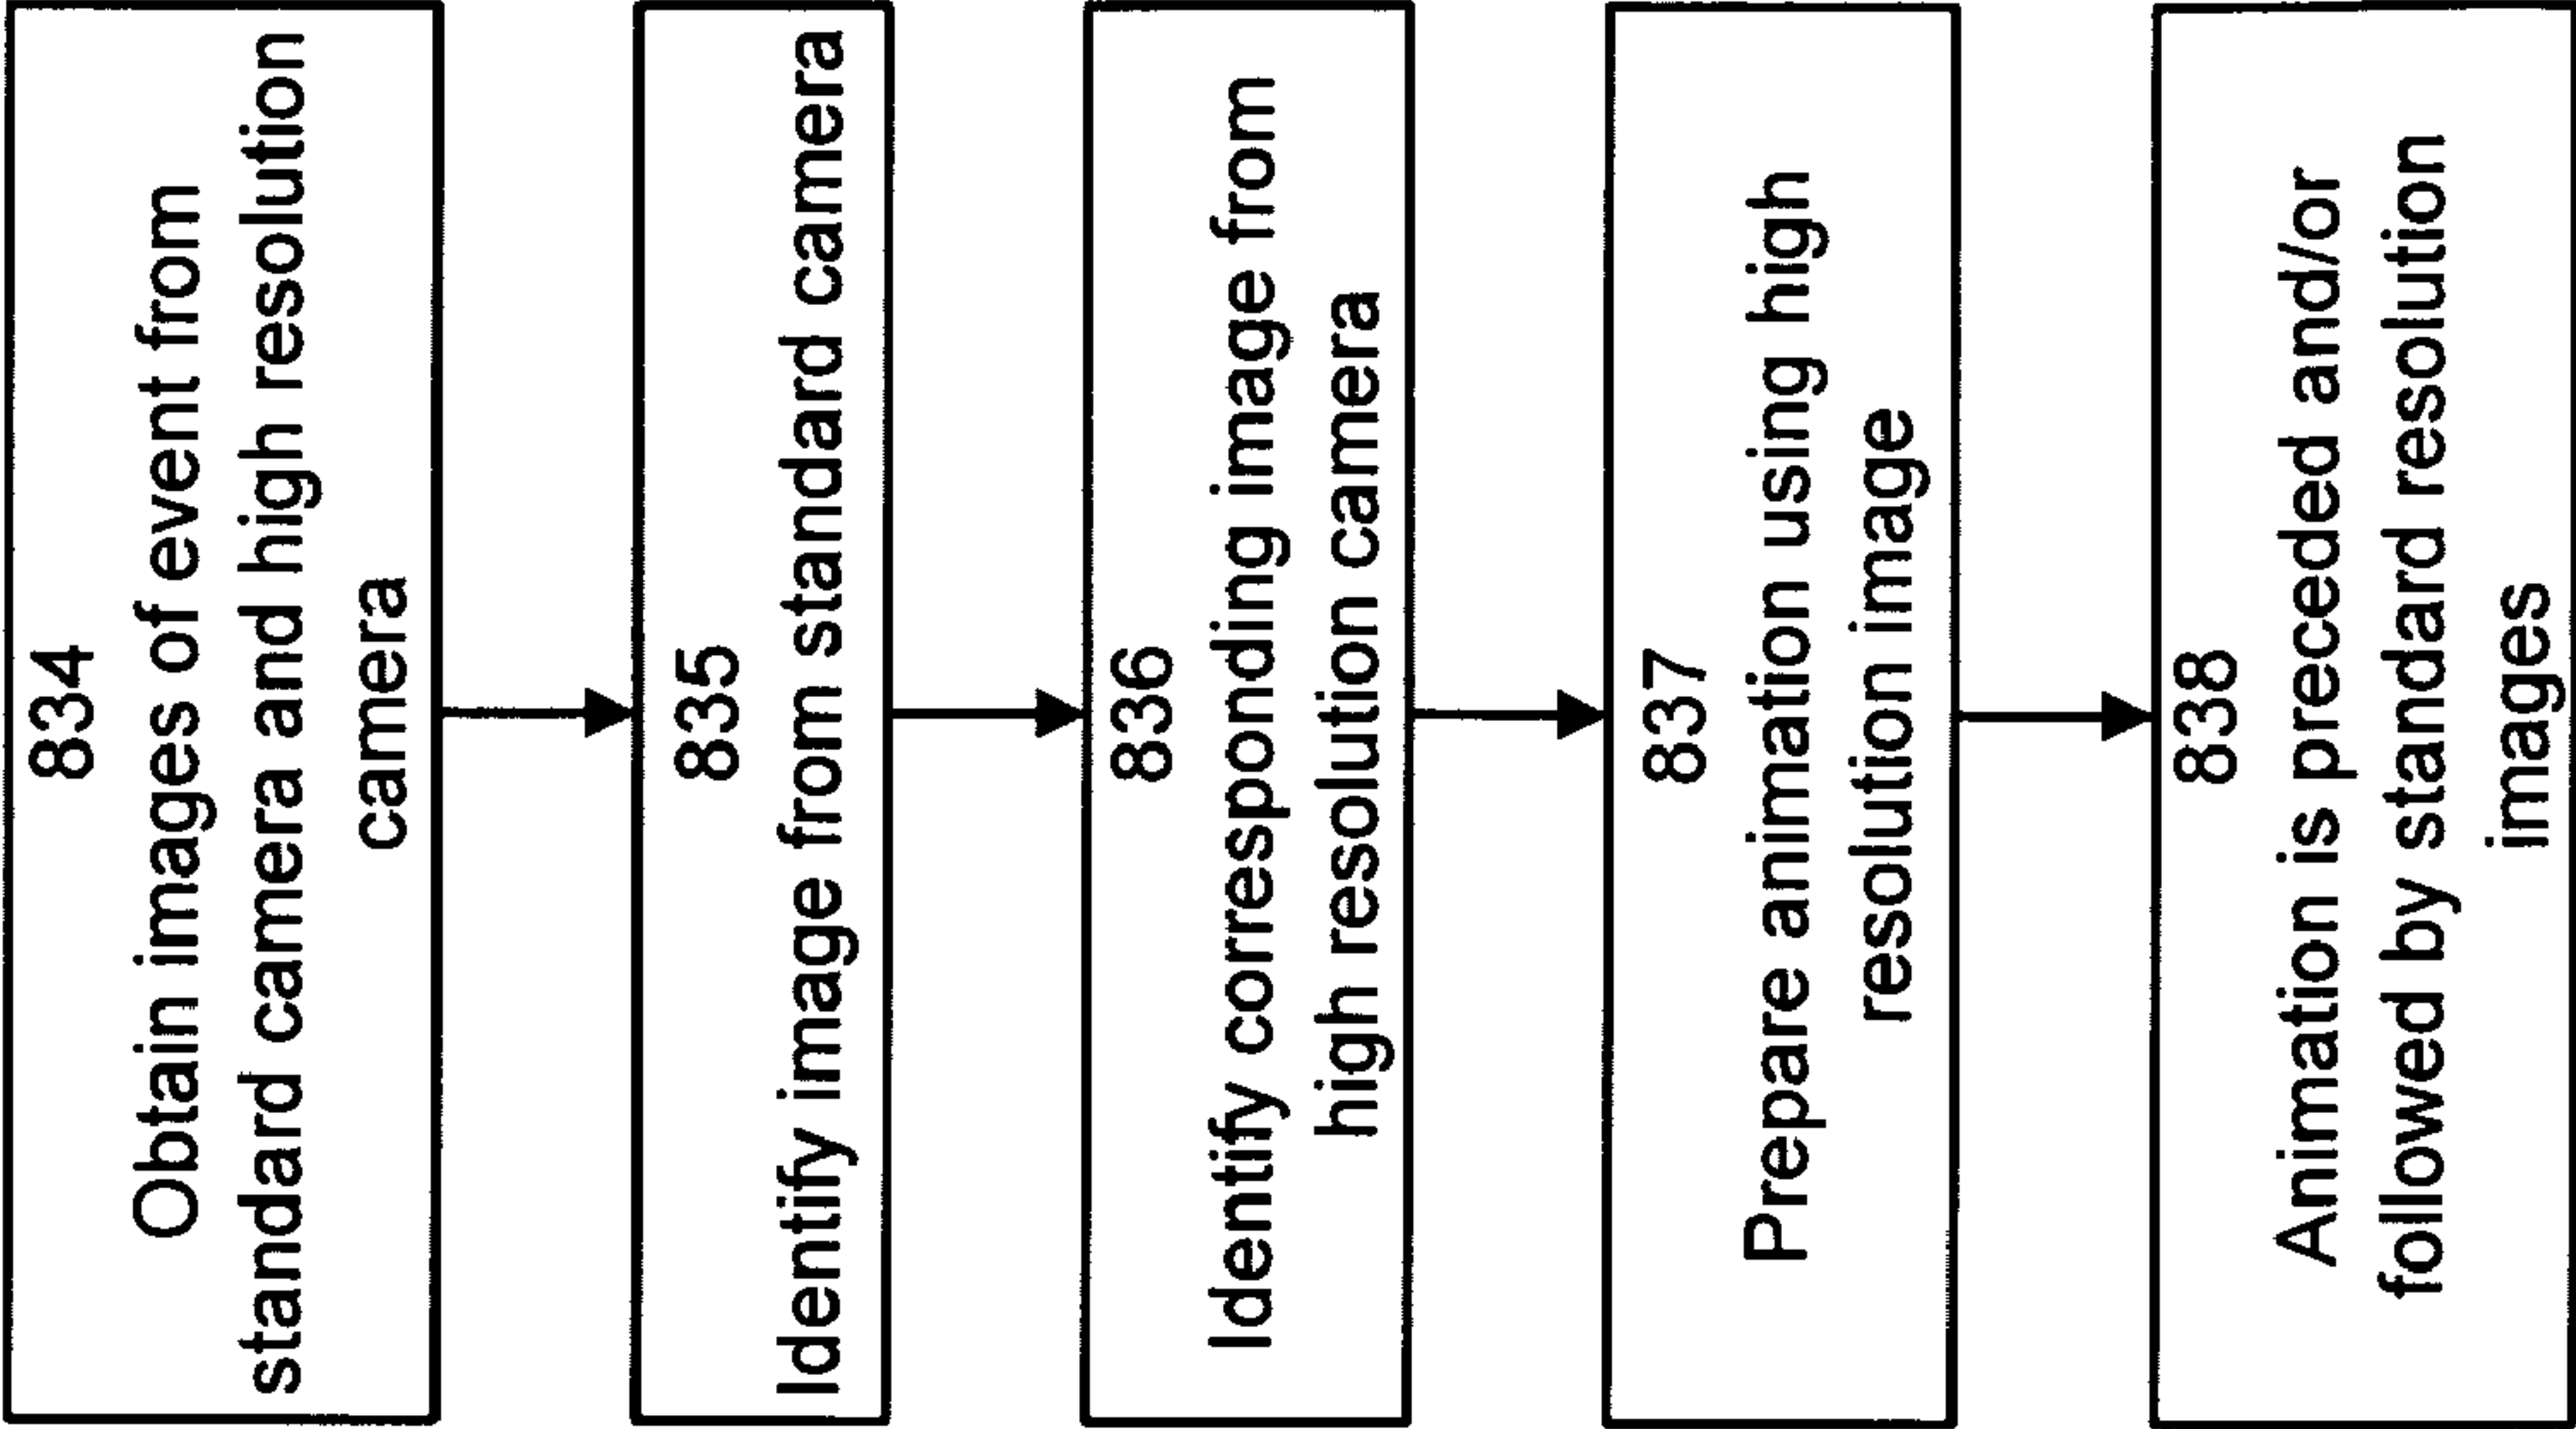 834
Obtain images of event from
standard camera and high resolution
camera
835
Identify image from standard camera
836
Identify corresponding image from
high resolution camera
837
Prepare animation using high
resolution image
838
Animation is preceded and/or
followed by standard resolution
images